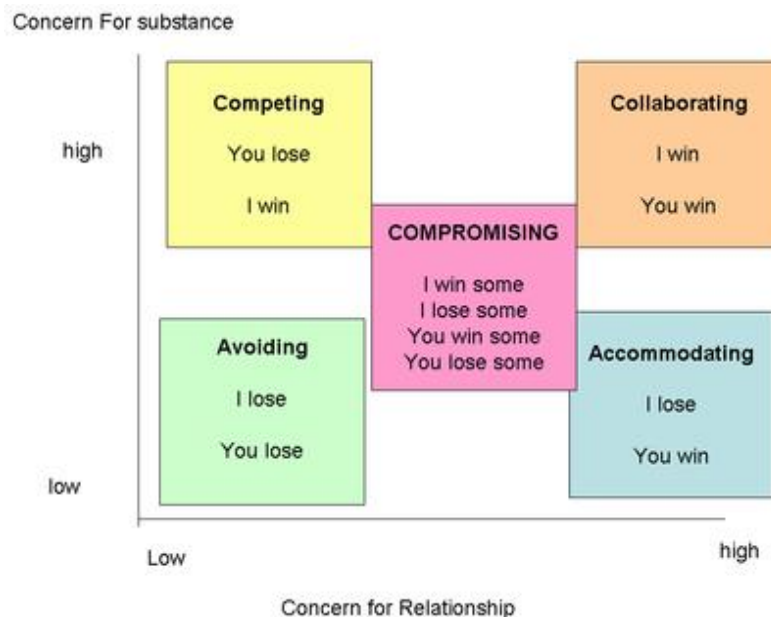 Concern For substance
high
low
Competing
You lose
I win
Collaborating
I win
You win
COMPROMISING
I win some
I lose some
You win some
You lose some
Avoiding
I lose
You lose
Accommodating
I lose
You win
Low
high
Concern for Relationship